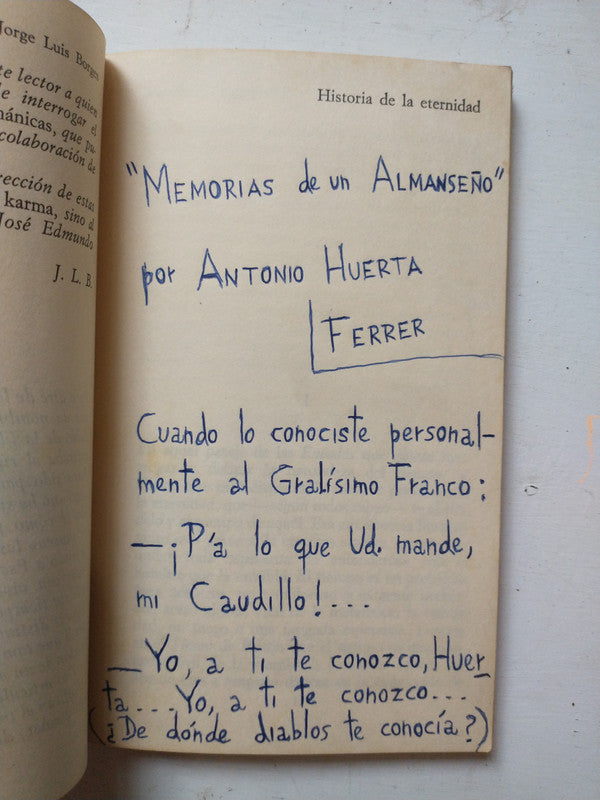 Jorge Luis Borges
te lector a quien
de interrogar el
mánicas, que pu-
colaboración de
rección de estas
karma, sino al
José Edmundo
J. L. B.
Historia de la eternidad
"MEMORIAS de un ALMANSEÑO"
por ANTONIO HUERTA
FERRER
Cuando lo conociste personal-
mente al Gralísimo Franco:
—¡P'a lo que Ud. mande,
mi Caudillo!...
—Yo, a ti te conozco, Huer
ta...Yo, a ti te conozco...
(¿De dónde diablos te conocía?)